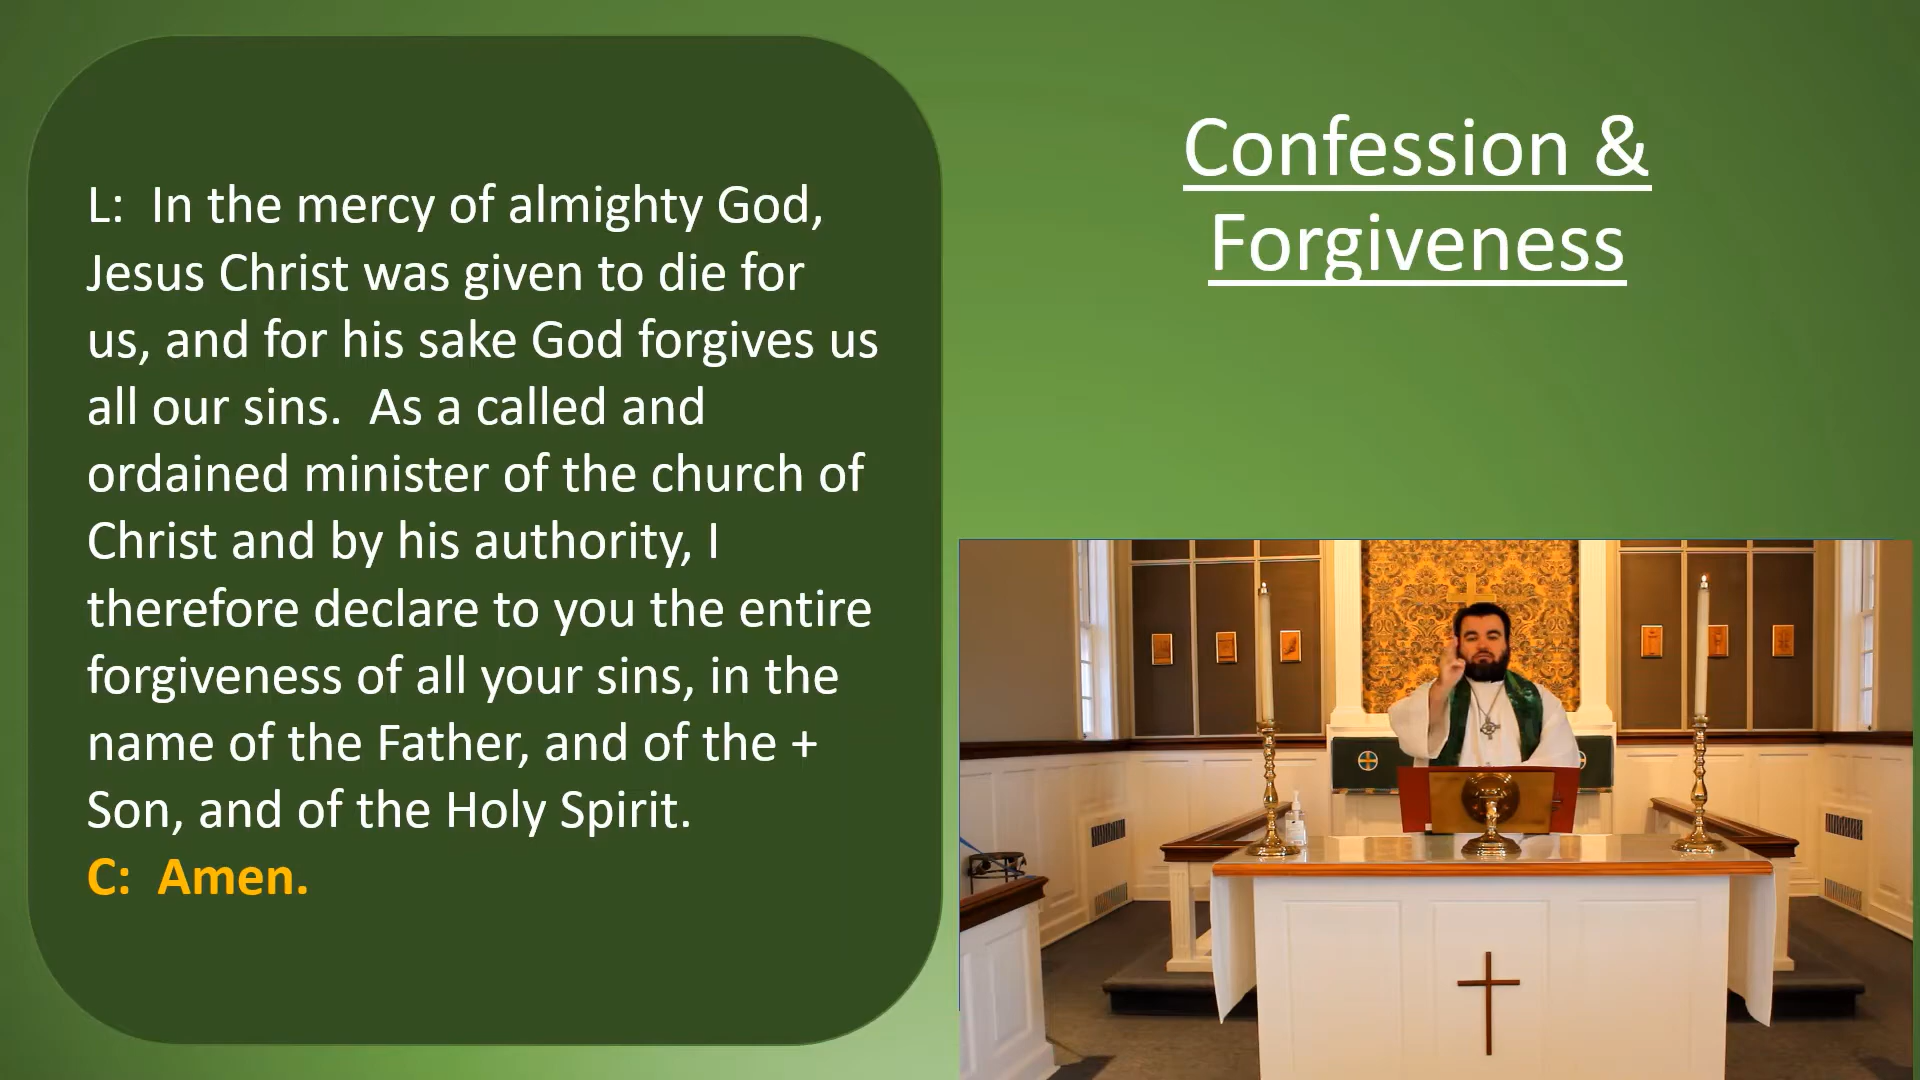 Confession &
Forgiveness
L:  In the mercy of almighty God,
Jesus Christ was given to die for
us, and for his sake God forgives us
all our sins.  As a called and
ordained minister of the church of
Christ and by his authority, I
therefore declare to you the entire
forgiveness of all your sins, in the
name of the Father, and of the +
Son, and of the Holy Spirit.
C:  Amen.